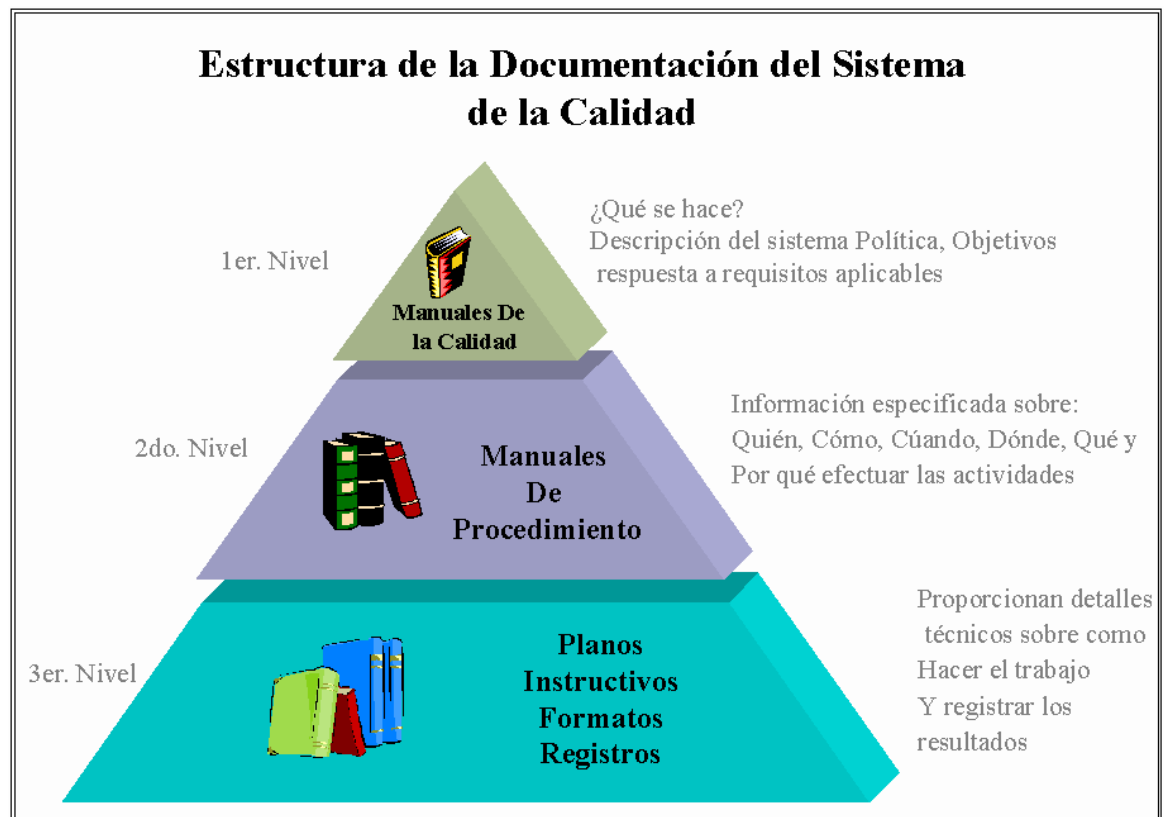 Estructura de la Documentación del Sistema
de la Calidad
1er. Nivel
Manuales De
la Calidad
¿Qué se hace?
Descripción del sistema Política, Objetivos
respuesta a requisitos aplicables
2do. Nivel
Manuales
De
Procedimiento
Información especificada sobre:
Quién, Cómo, Cúando, Dónde, Qué y
Por qué efectuar las actividades
3er. Nivel
Planos
Instructivos
Formatos
Registros
Proporcionan detalles
técnicos sobre como
Hacer el trabajo
Y registrar los
resultados